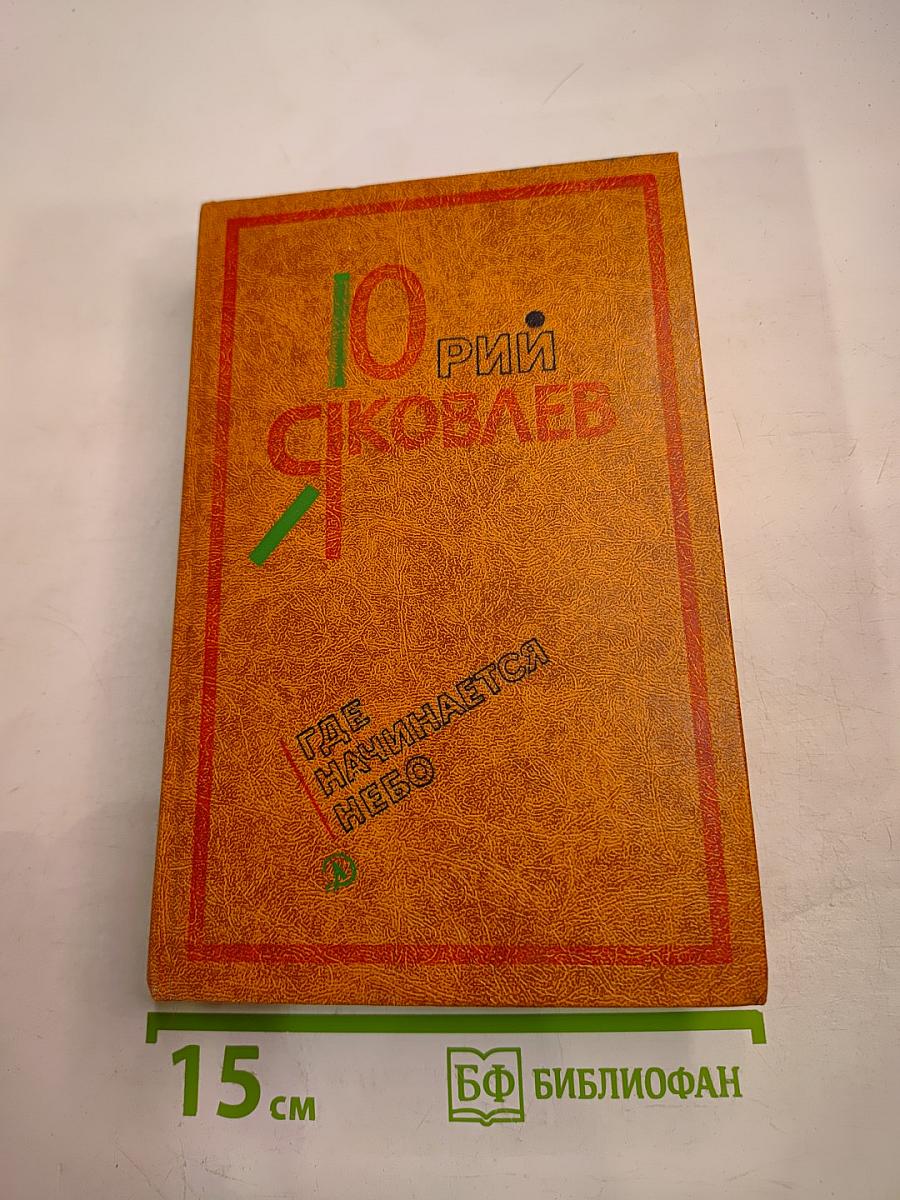 ЮРИЙ
ЯКОВЛЕВ
ГДЕ
НАЧИНАЕТСЯ
НЕБО
15 см
БФ БИБЛИОФАН